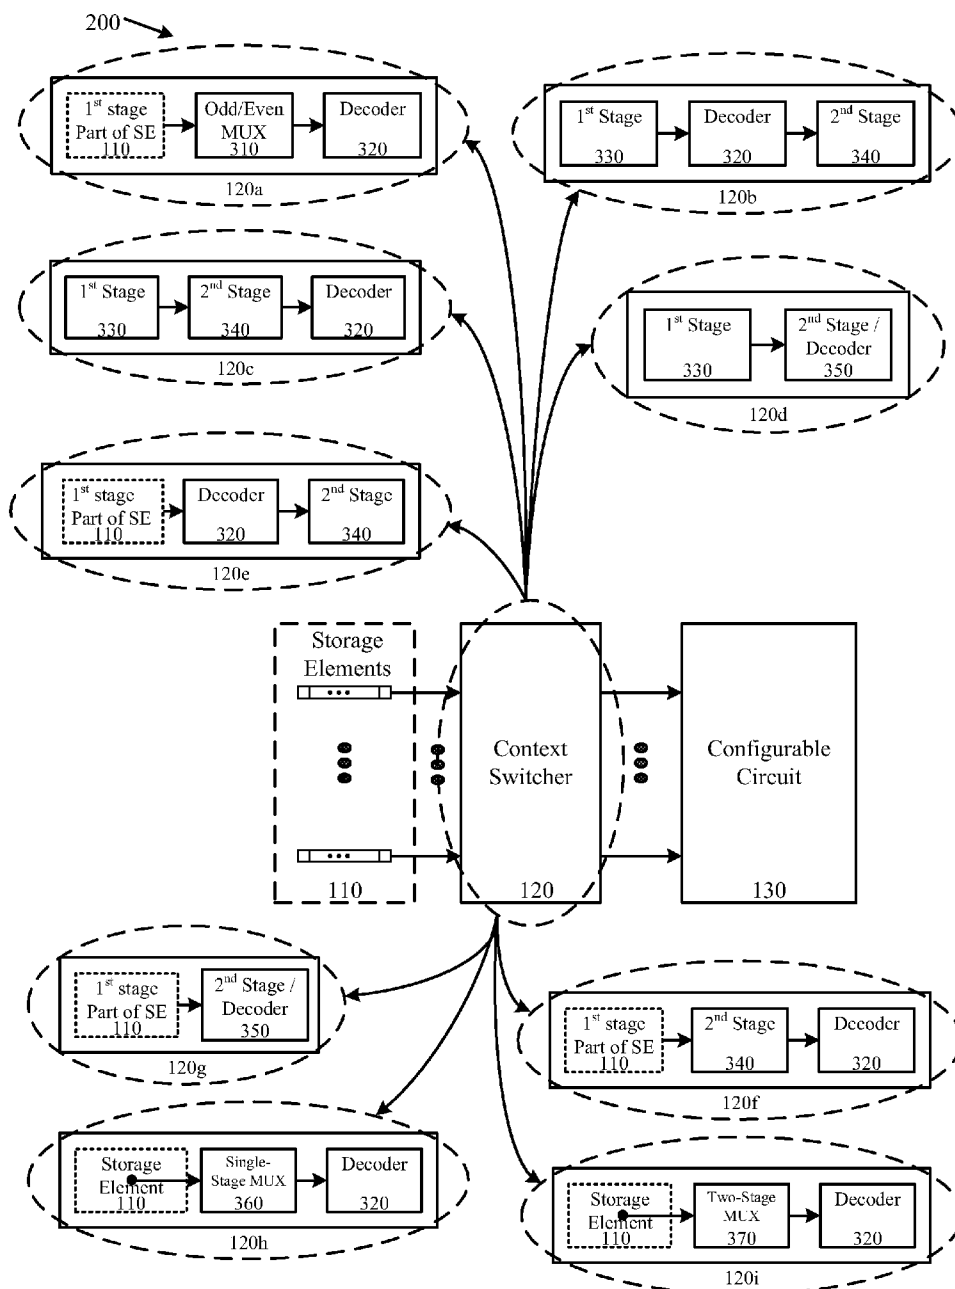 200
1st stage
Part of SE
110
Odd/Even
MUX
310
Decoder
320
120a
1st Stage
330
Decoder
320
2nd Stage
340
120b
1st Stage
330
2nd Stage
340
Decoder
320
120c
1st Stage
330
2nd Stage /
Decoder
350
120d
1st stage
Part of SE
110
Decoder
320
2nd Stage
340
120e
Storage
Elements
110
Context
Switcher
120
Configurable
Circuit
130
1st stage
Part of SE
110
2nd Stage /
Decoder
350
120g
1st stage
Part of SE
110
2nd Stage
340
Decoder
320
120f
Storage
Element
110
Single-
Stage MUX
360
Decoder
320
120h
Storage
Element
110
Two-Stage
MUX
370
Decoder
320
120i